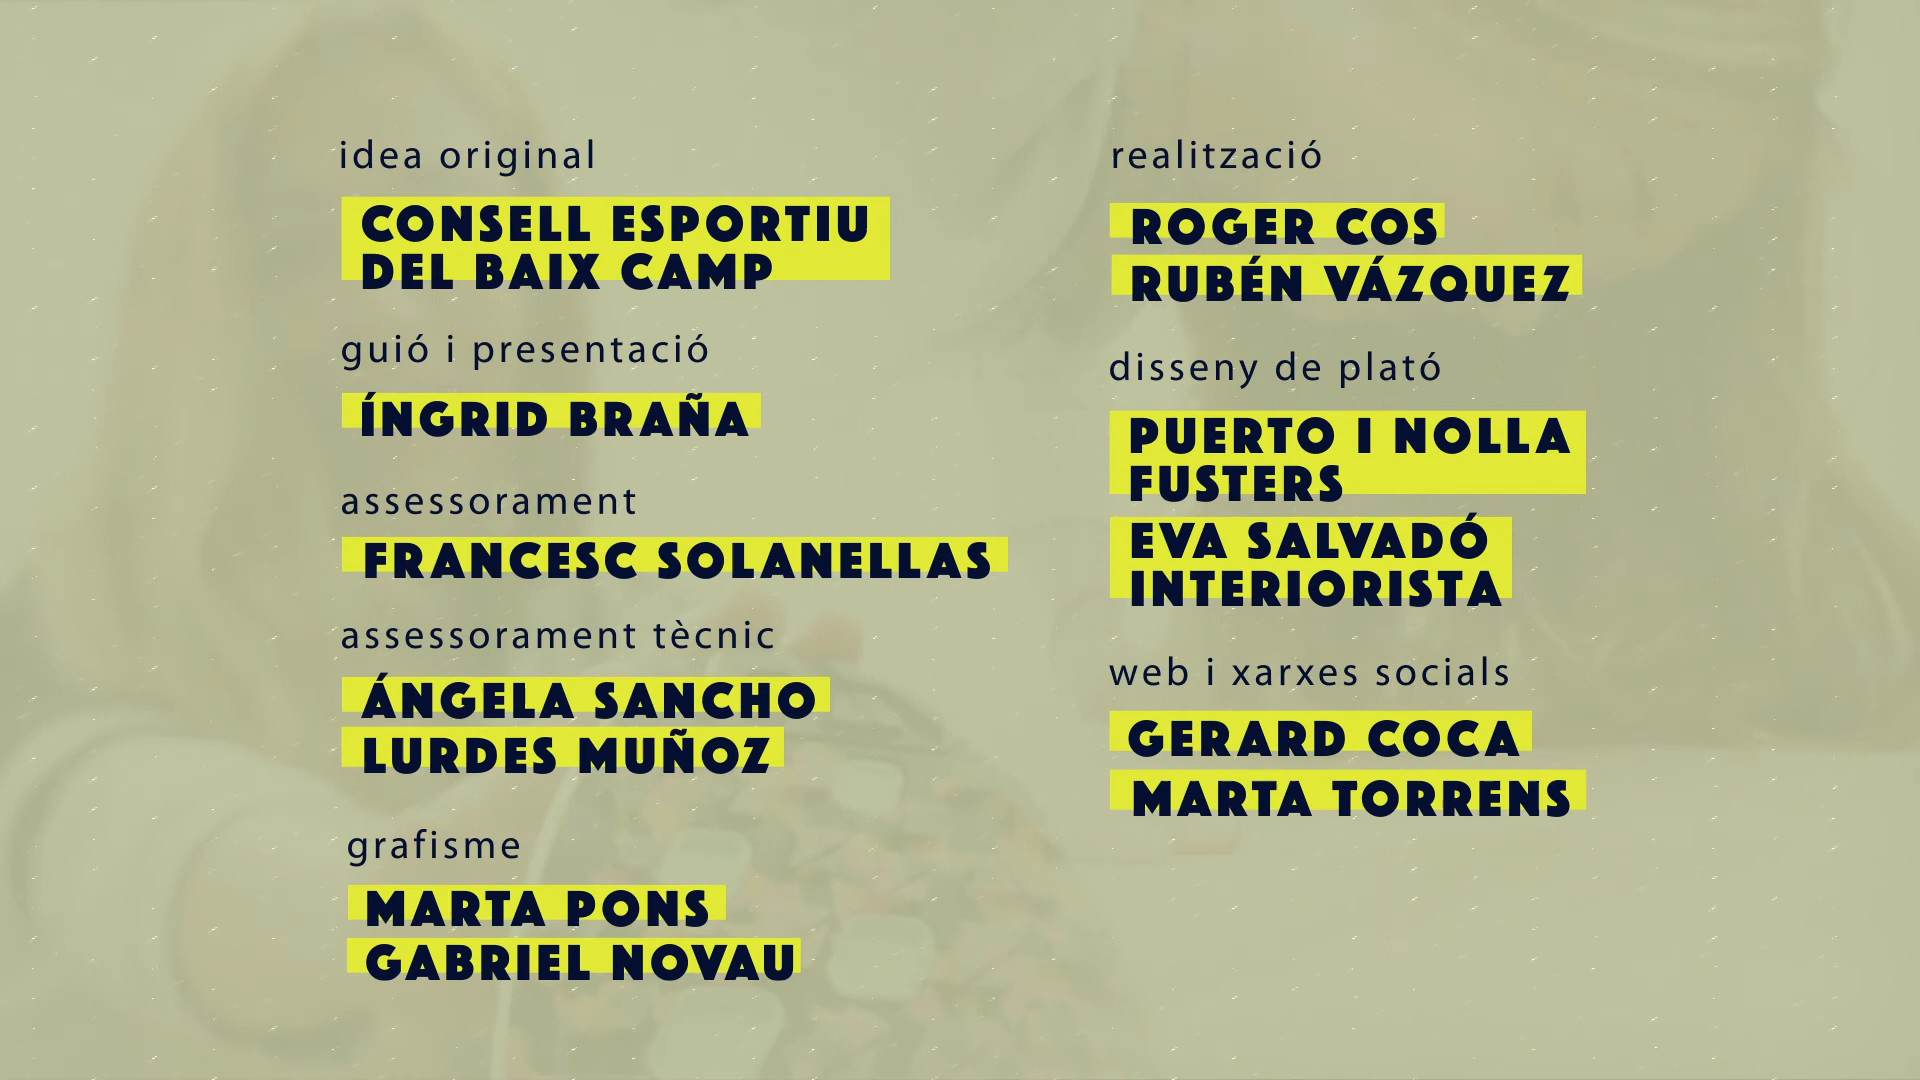 idea original
CONSELL ESPORTIU
DEL BAIX CAMP
guió i presentació
ÍNGRID BRAÑA
assessorament
FRANCESC SOLANELLAS
assessorament tècnic
ÁNGELA SANCHO
LURDES MUÑOZ
grafisme
MARTA PONS
GABRIEL NOVAU
realització
ROGER COS
RUBÉN VÁZQUEZ
disseny de plató
PUERTO I NOLLA
FUSTERS
EVA SALVADÓ
INTERIORISTA
web i xarxes socials
GERARD COCA
MARTA TORRENS